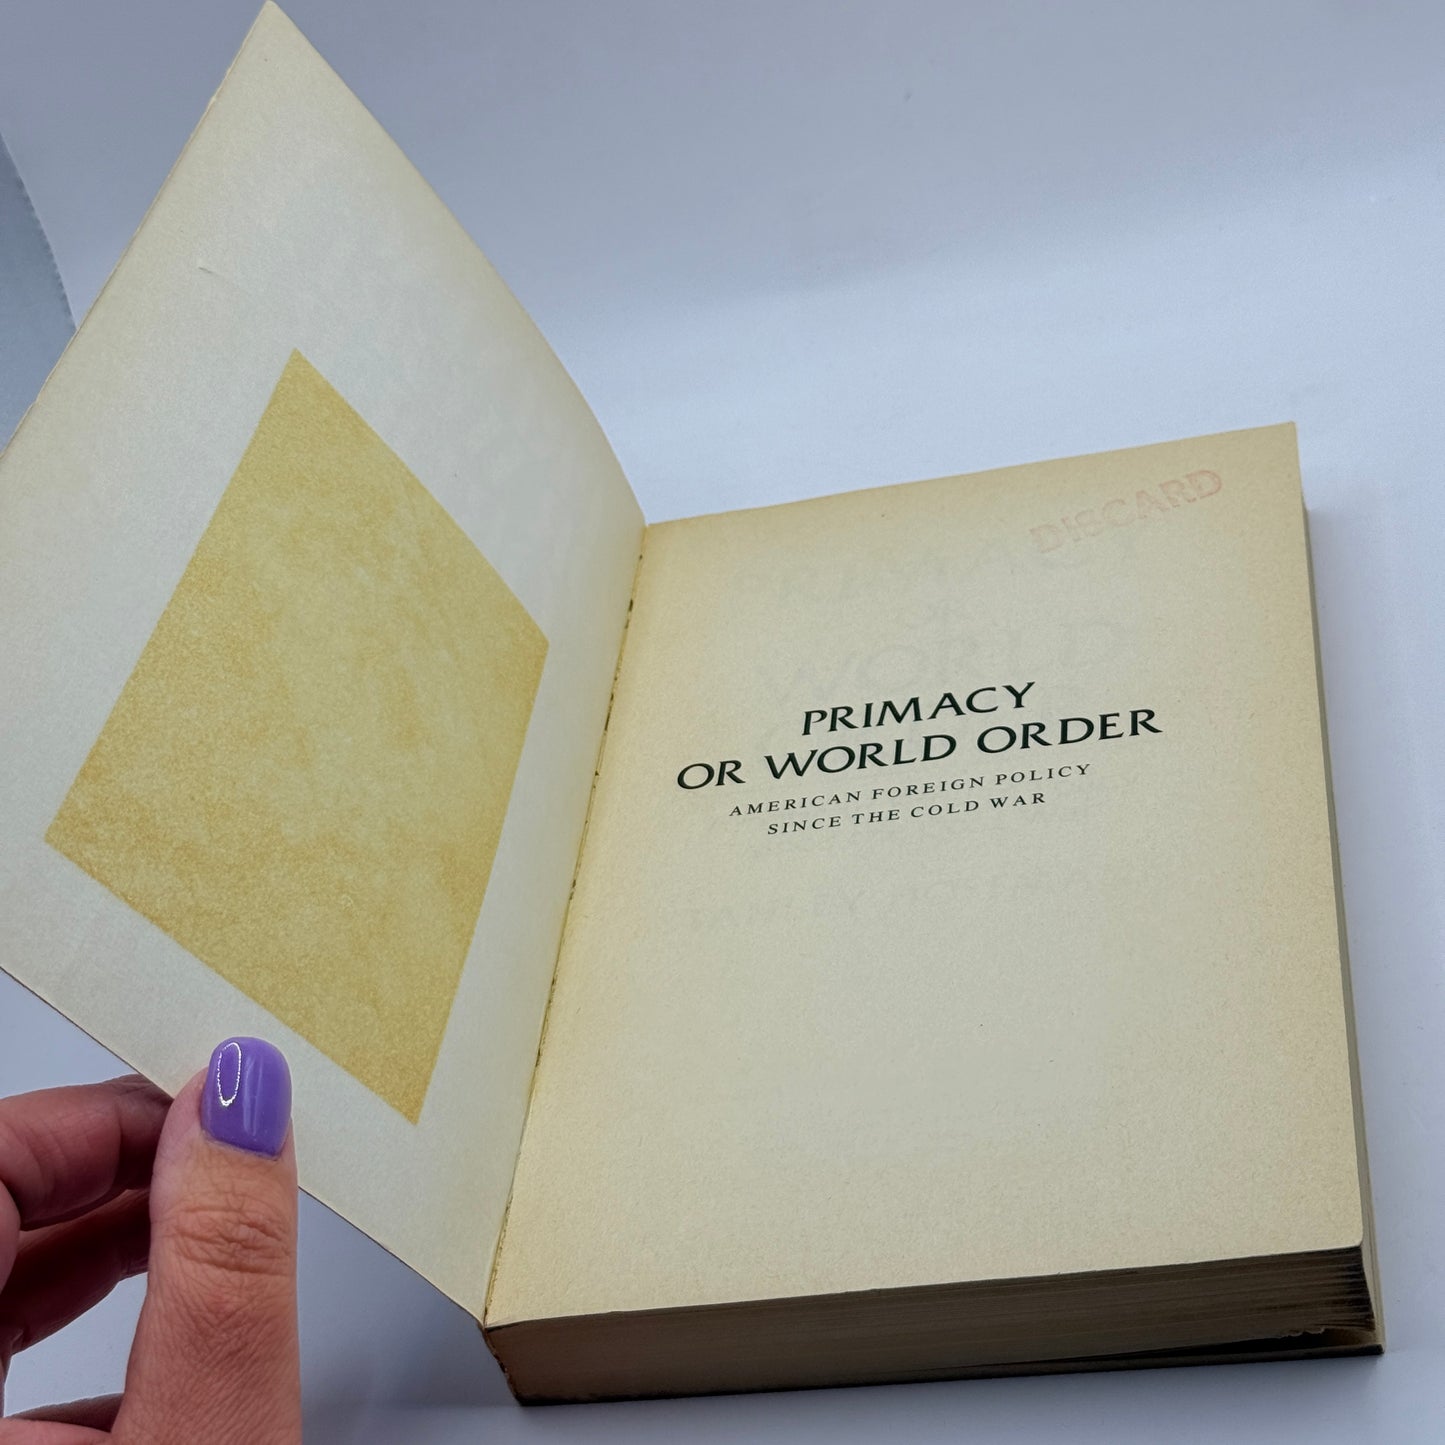 DISCARD
PRIMACY
OR WORLD ORDER
AMERICAN FOREIGN POLICY
SINCE THE COLD WAR